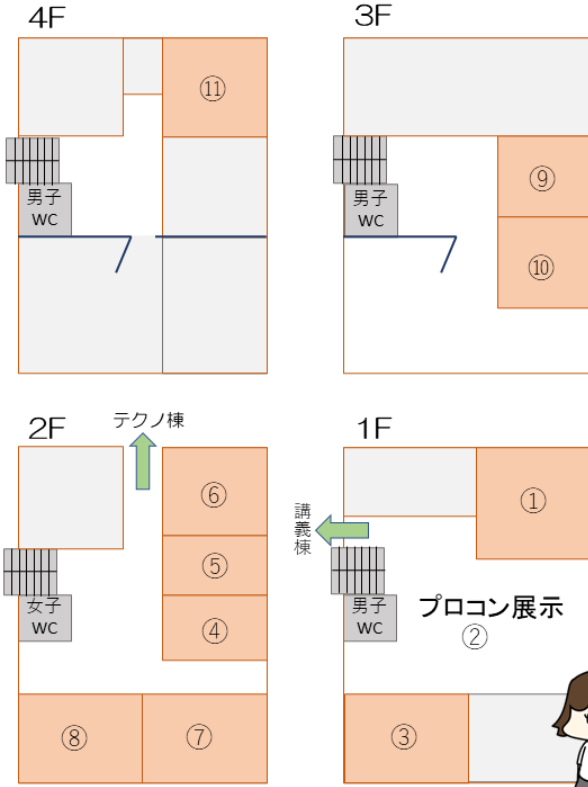 4F
⑪
男子
WC
3F
⑨
男子
WC
⑩
2F
テクノ棟
⑥
⑤
女子
WC
④
⑧
⑦
1F
①
講義棟
男子
WC
プロコン展示
②
③